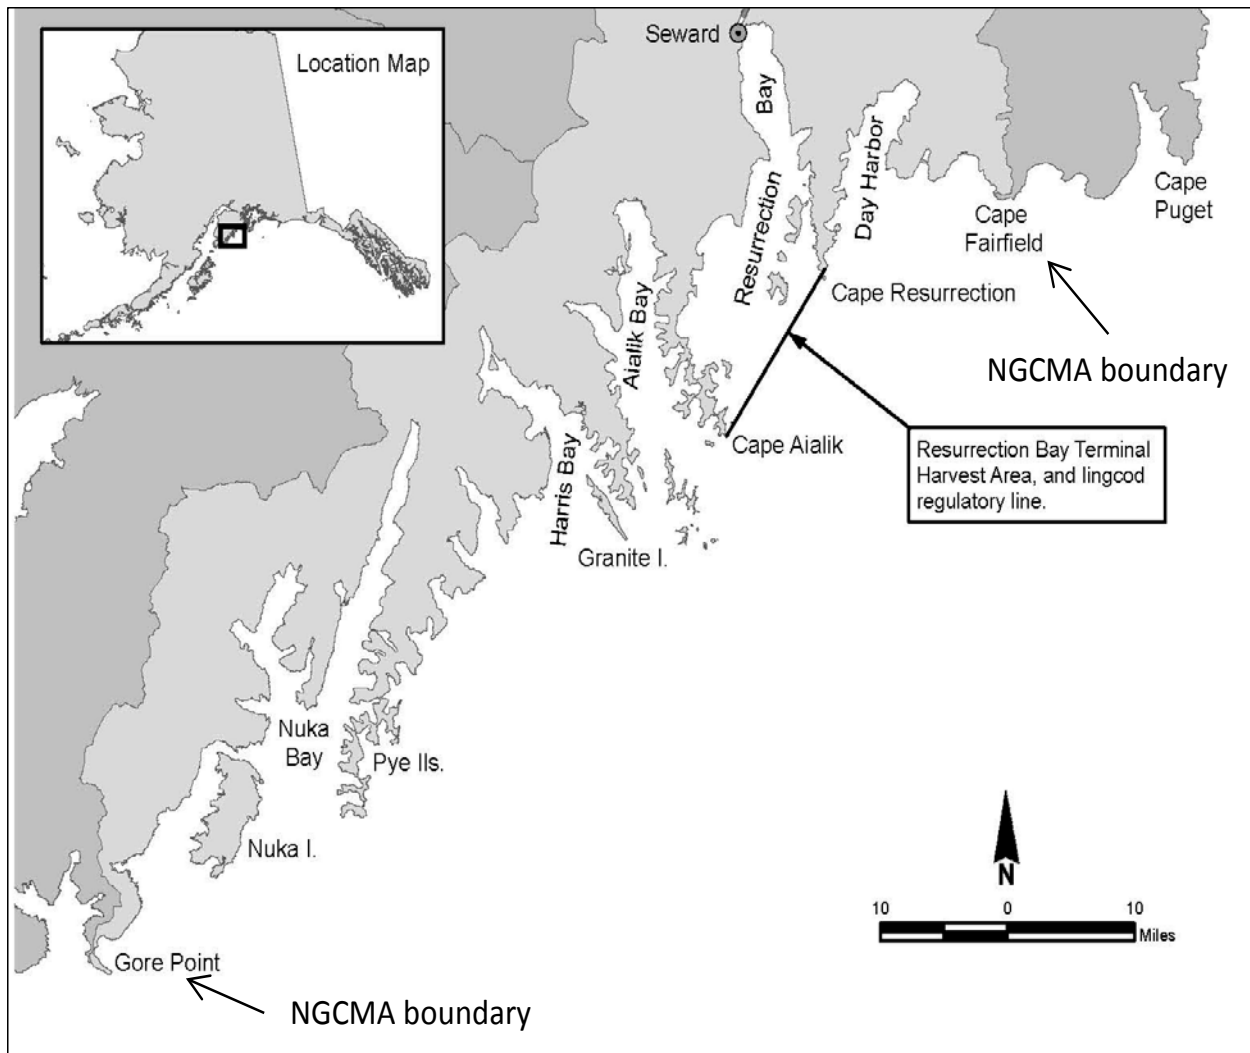 Location Map
Seward
Resurrection
Bay
Day Harbor
Cape
Puget
Cape
Fairfield
Cape Resurrection
NGCMA boundary
Aialik Bay
Cape Aialik
Resurrection Bay Terminal
Harvest Area, and lingcod
regulatory line.
Harris Bay
Granite I.
Nuka
Bay
Pye IIs.
Nuka I.
Gore Point
NGCMA boundary
N
10 0 10
Miles